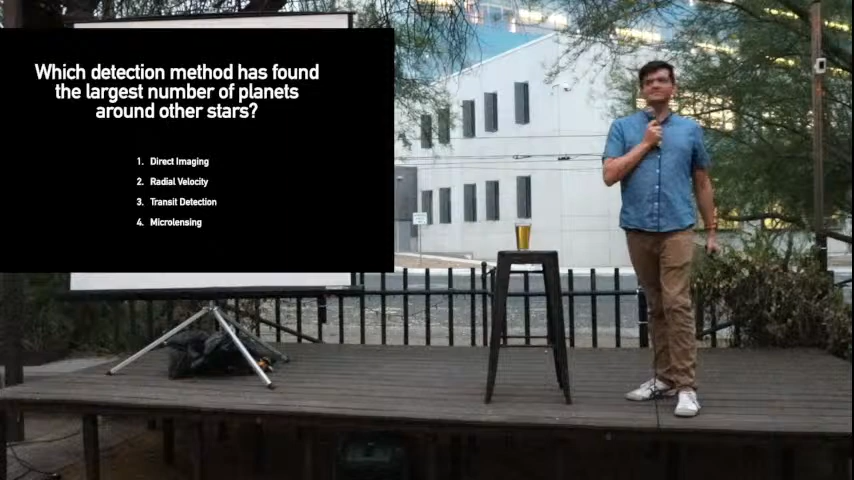 Which detection method has found
the largest number of planets
around other stars?
1. Direct Imaging
2. Radial Velocity
3. Transit Detection
4. Microlensing